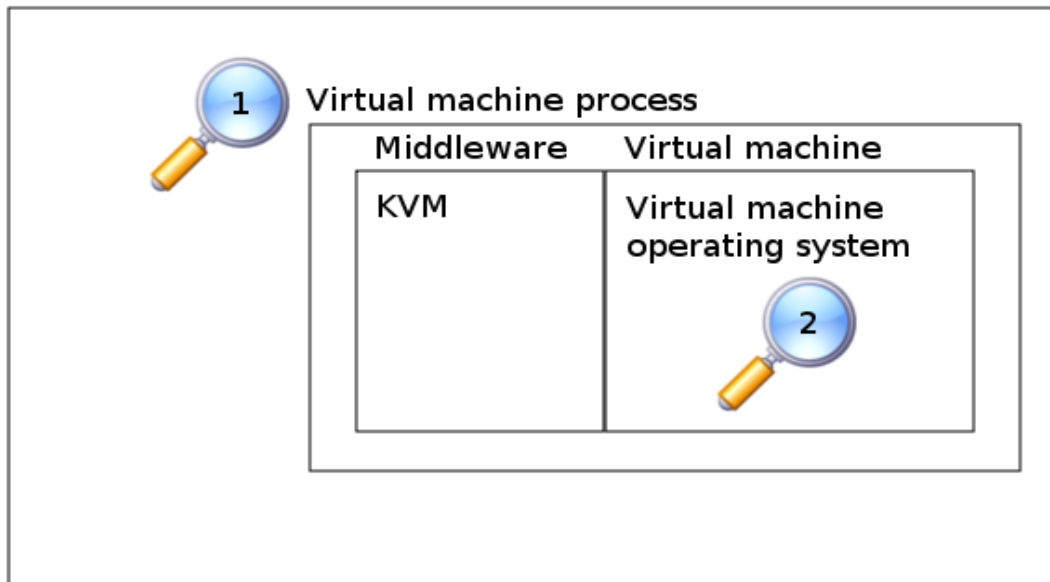 1
Virtual machine process
Middleware
Virtual machine
KVM
Virtual machine
operating system
2